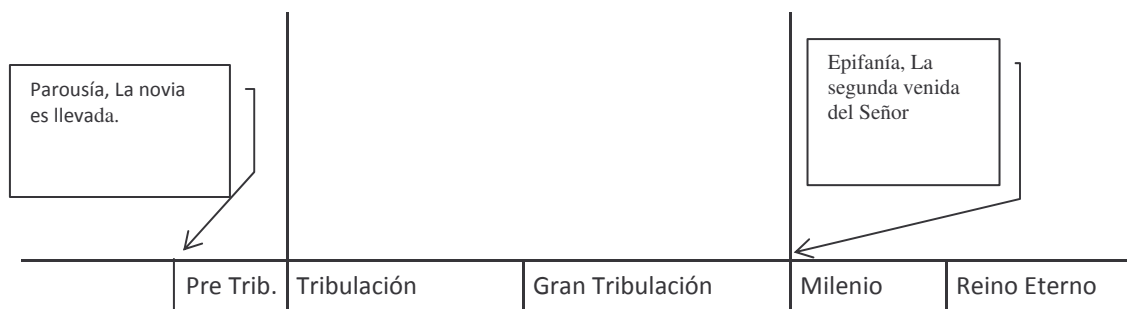 Parousía, La novia
es llevada.
Epifanía, La
segunda venida
del Señor
Pre Trib.
Tribulación
Gran Tribulación
Milenio
Reino Eterno